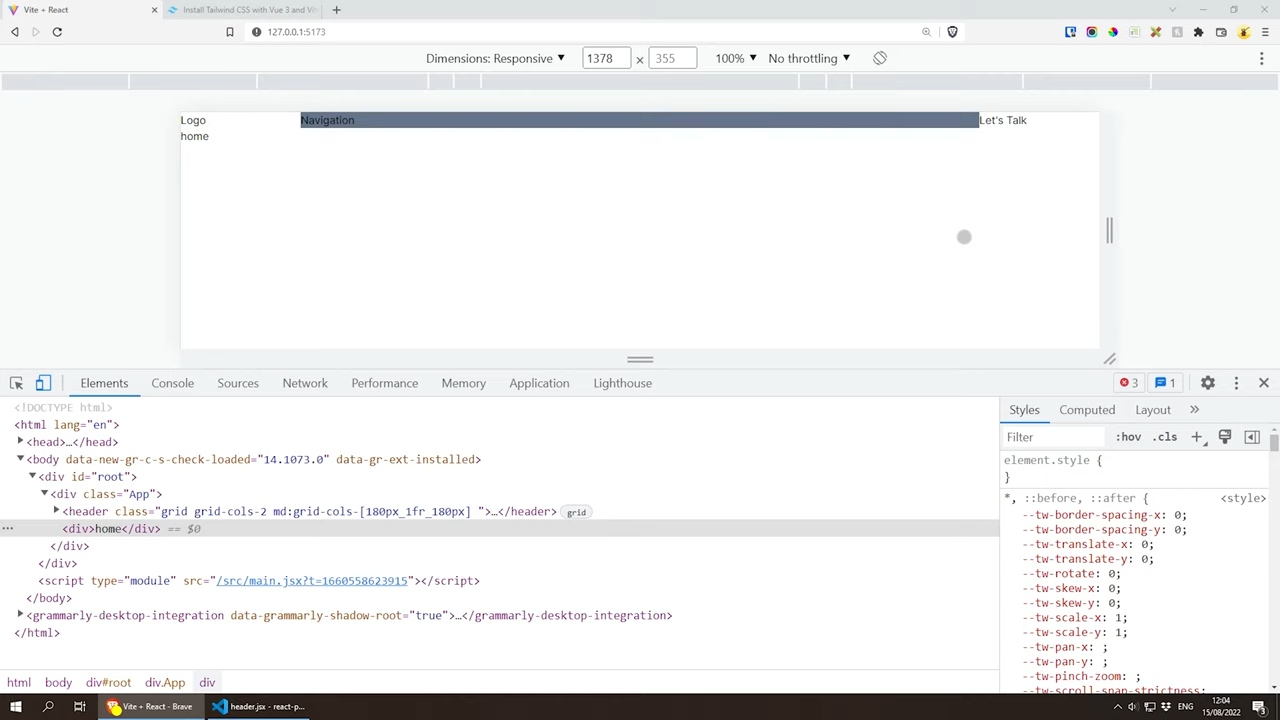 Vite + React
Install Tailwind CSS with Vue 3 and Vit
127.0.0.1:5173
Dimensions: Responsive
1378
×
355
100%
No throttling
Logo
Navigation
Let's Talk
home
Elements
Console
Sources
Network
Performance
Memory
Application
Lighthouse
3
1
<!DOCTYPE html>
<html lang="en">
<head>…</head>
<body data-new-gr-c-s-check-loaded="14.1073.0" data-gr-ext-installed>
<div id="root">
<div class="App">
<header class="grid grid-cols-2 md:grid-cols-[180px_1fr_180px] ">…</header> grid
<div>home</div> == $0
</div>
</div>
<script type="module" src="/src/main.jsx?t=1660558623915"></script>
</body>
<grammarly-desktop-integration data-grammarly-shadow-root="true">…</grammarly-desktop-integration>
</html>
html body div#root div.App div
Styles
Computed
Layout
Filter
:hov
.cls
element.style {
}
*, ::before, ::after {
<style>
--tw-border-spacing-x: 0;
--tw-border-spacing-y: 0;
--tw-translate-x: 0;
--tw-translate-y: 0;
--tw-rotate: 0;
--tw-skew-x: 0;
--tw-skew-y: 0;
--tw-scale-x: 1;
--tw-scale-y: 1;
--tw-pan-x: ;
--tw-pan-y: ;
--tw-pinch-zoom: ;
--tw-scroll-snap-strictness:
Vite + React - Brave
header.jsx - react-p...
ENG
12:04
15/08/2022
3